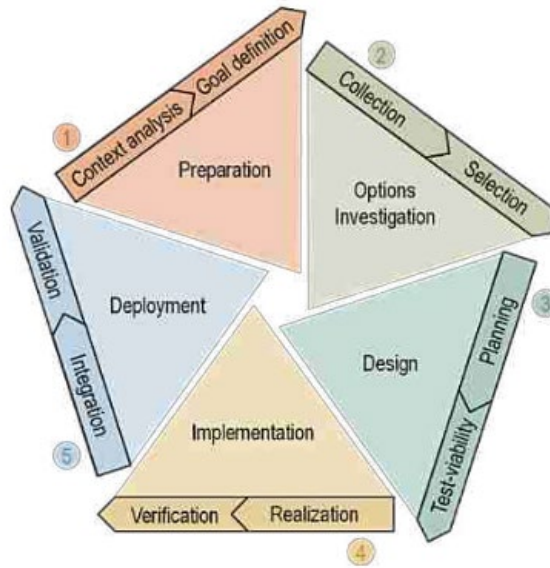 1
Context analysis
Goal definition
Preparation
2
Collection
Selection
Options
Investigation
3
Planning
Test-viability
Design
4
Realization
Verification
Implementation
5
Integration
Validation
Deployment